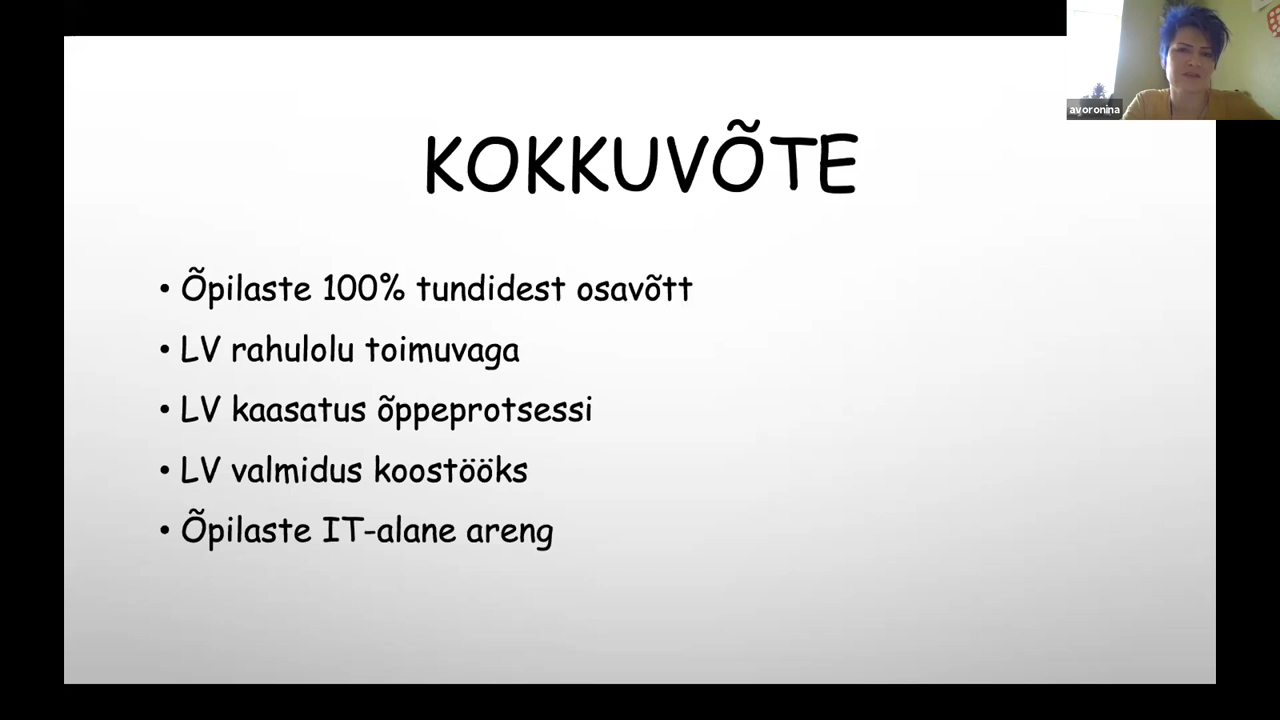 avoronina
KOKKUVÕTE
• Õpilaste 100% tundidest osavõtt
• LV rahulolu toimuvaga
• LV kaasatus õppeprotsessi
• LV valmidus koostööks
• Õpilaste IT-alane areng